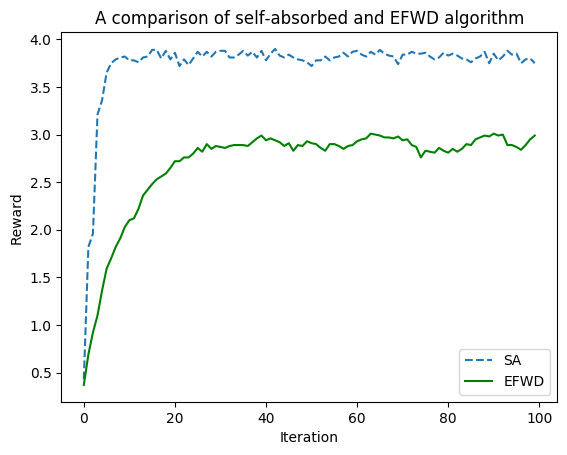 A comparison of self-absorbed and EFWD algorithm
4.0
3.5
3.0
2.5
2.0
1.5
1.0
0.5
Reward
0 20 40 60 80 100
Iteration
SA
EFWD